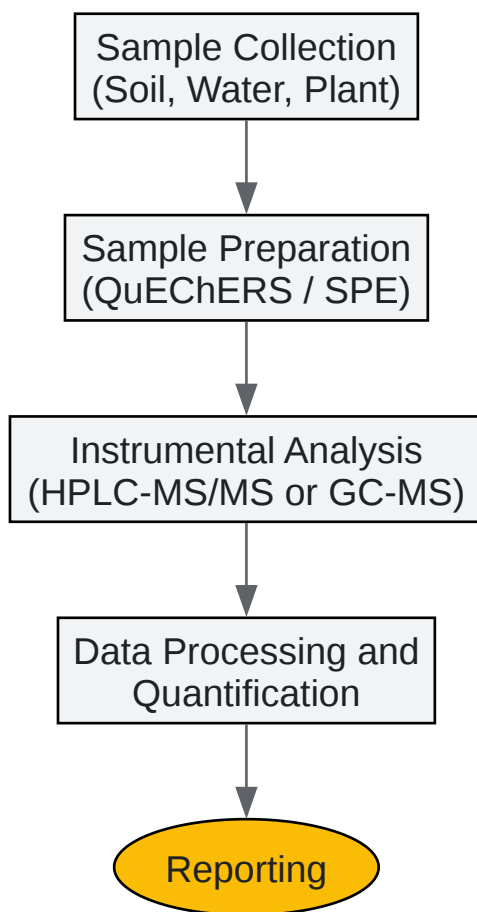 Sample Collection
(Soil, Water, Plant)
Sample Preparation
(QuEChERS / SPE)
Instrumental Analysis
(HPLC-MS/MS or GC-MS)
Data Processing and
Quantification
Reporting